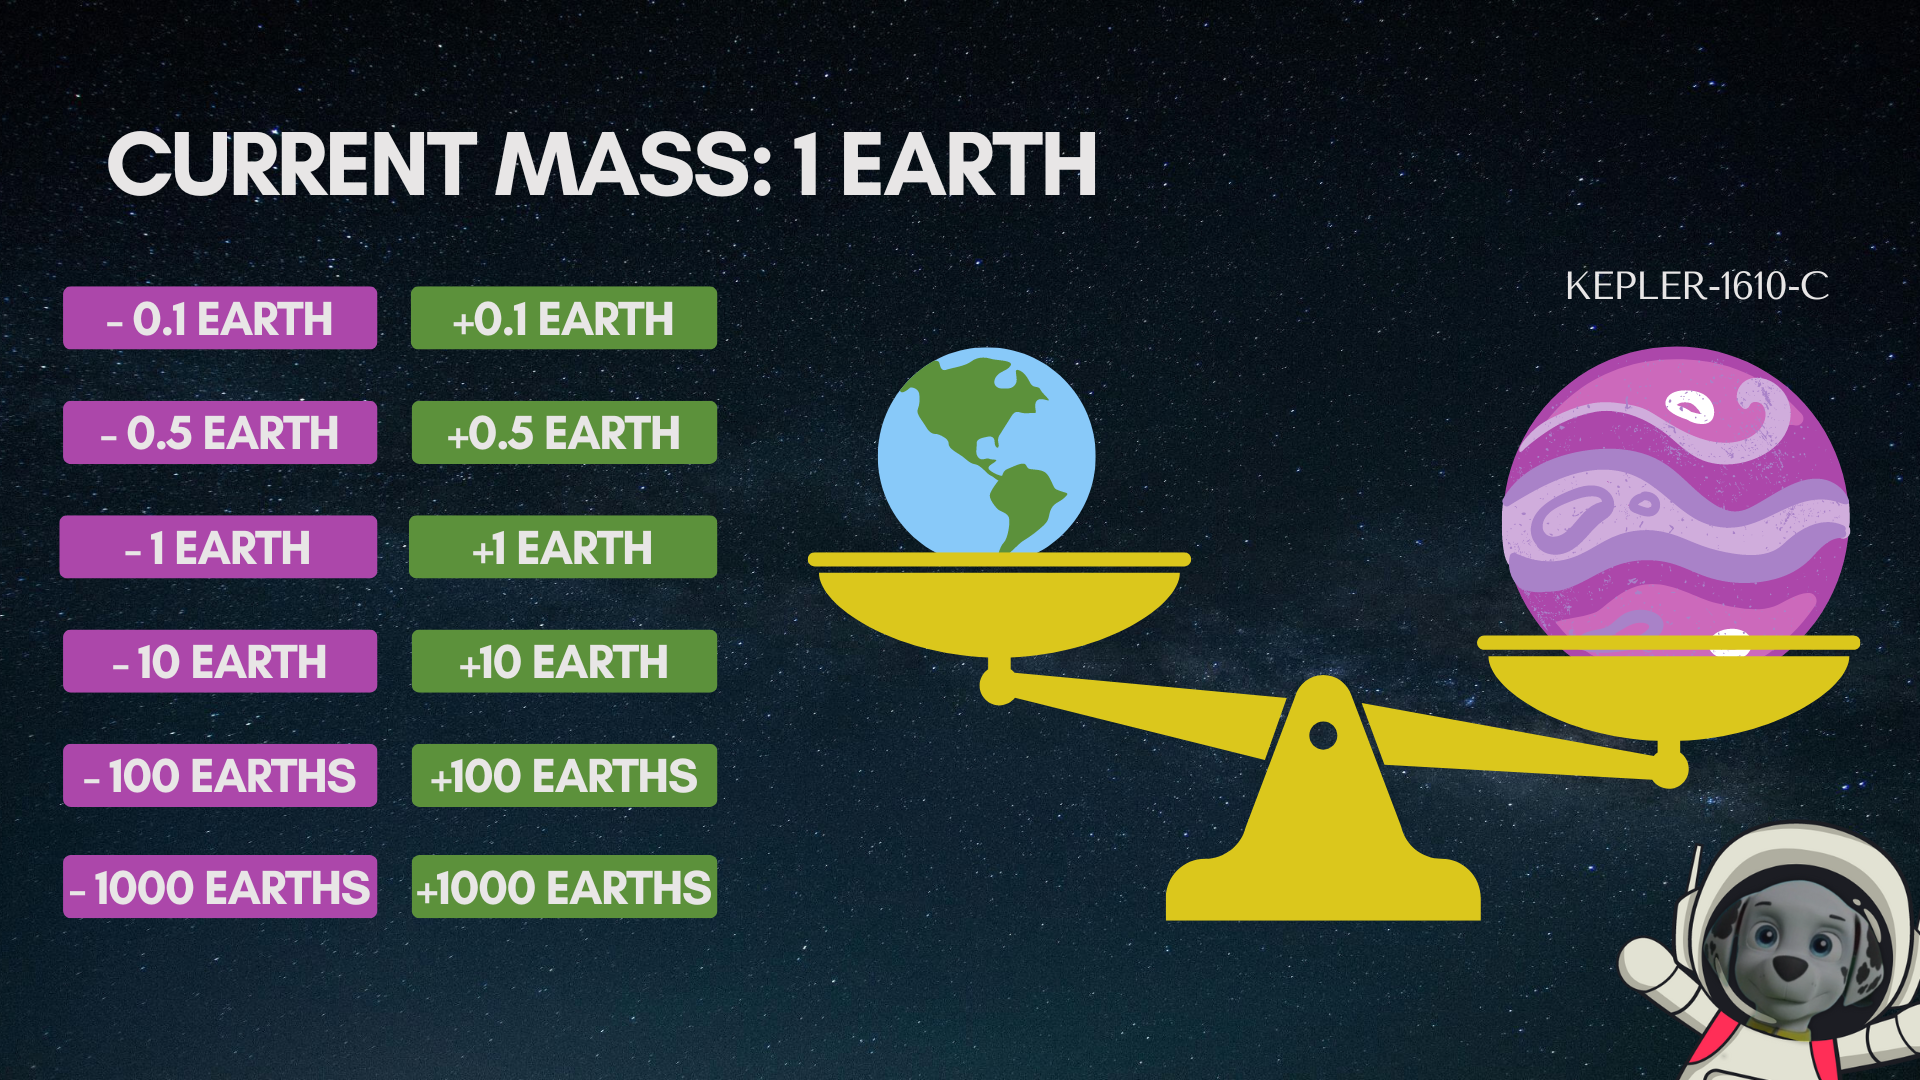 CURRENT MASS: 1 EARTH
KEPLER-1610-C
- 0.1 EARTH
+0.1 EARTH
- 0.5 EARTH
+0.5 EARTH
- 1 EARTH
+1 EARTH
- 10 EARTH
+10 EARTH
- 100 EARTHS
+100 EARTHS
- 1000 EARTHS
+1000 EARTHS